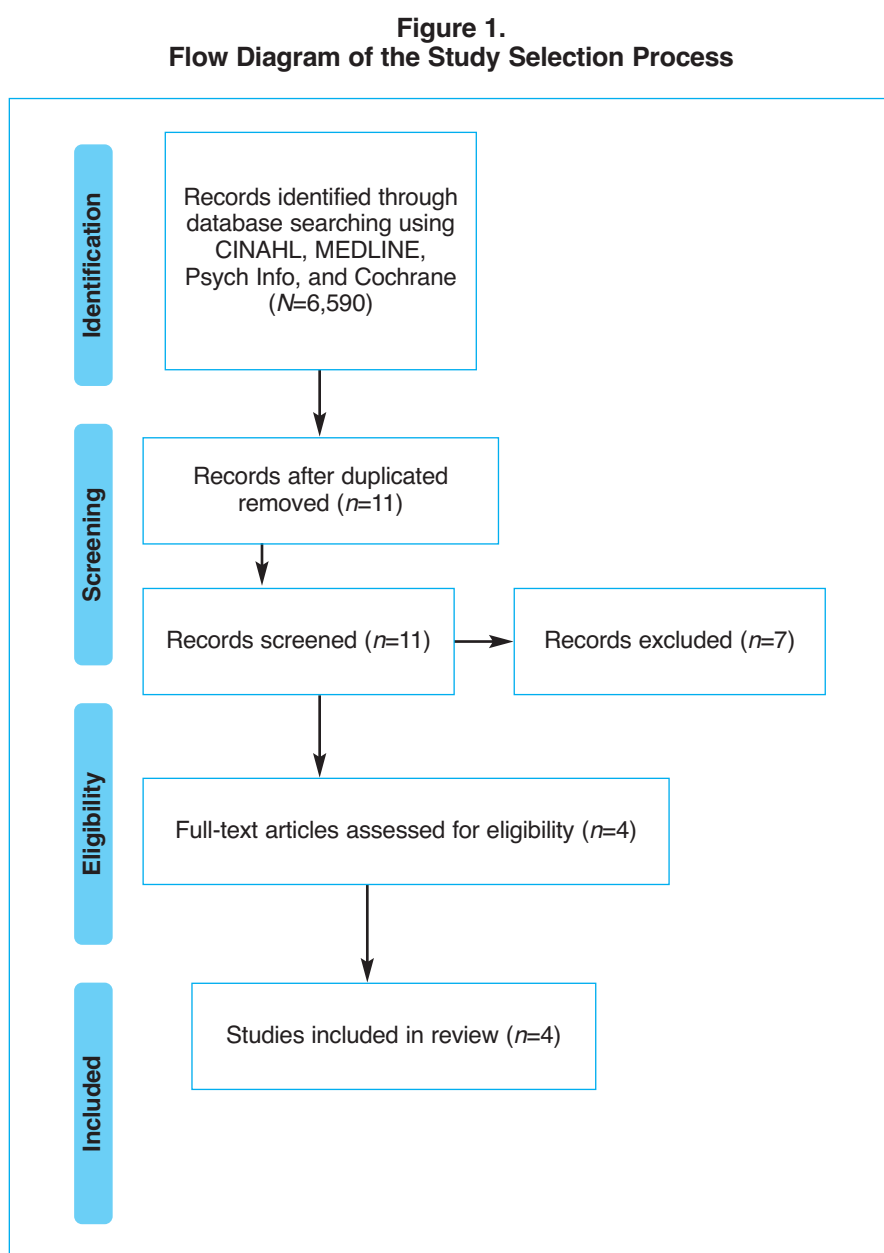 Figure 1.
Flow Diagram of the Study Selection Process
Identification
Records identified through
database searching using
CINAHL, MEDLINE,
Psych Info, and Cochrane
(N=6,590)
Screening
Records after duplicated
removed (n=11)
Records screened (n=11)
Records excluded (n=7)
Eligibility
Full-text articles assessed for eligibility (n=4)
Included
Studies included in review (n=4)